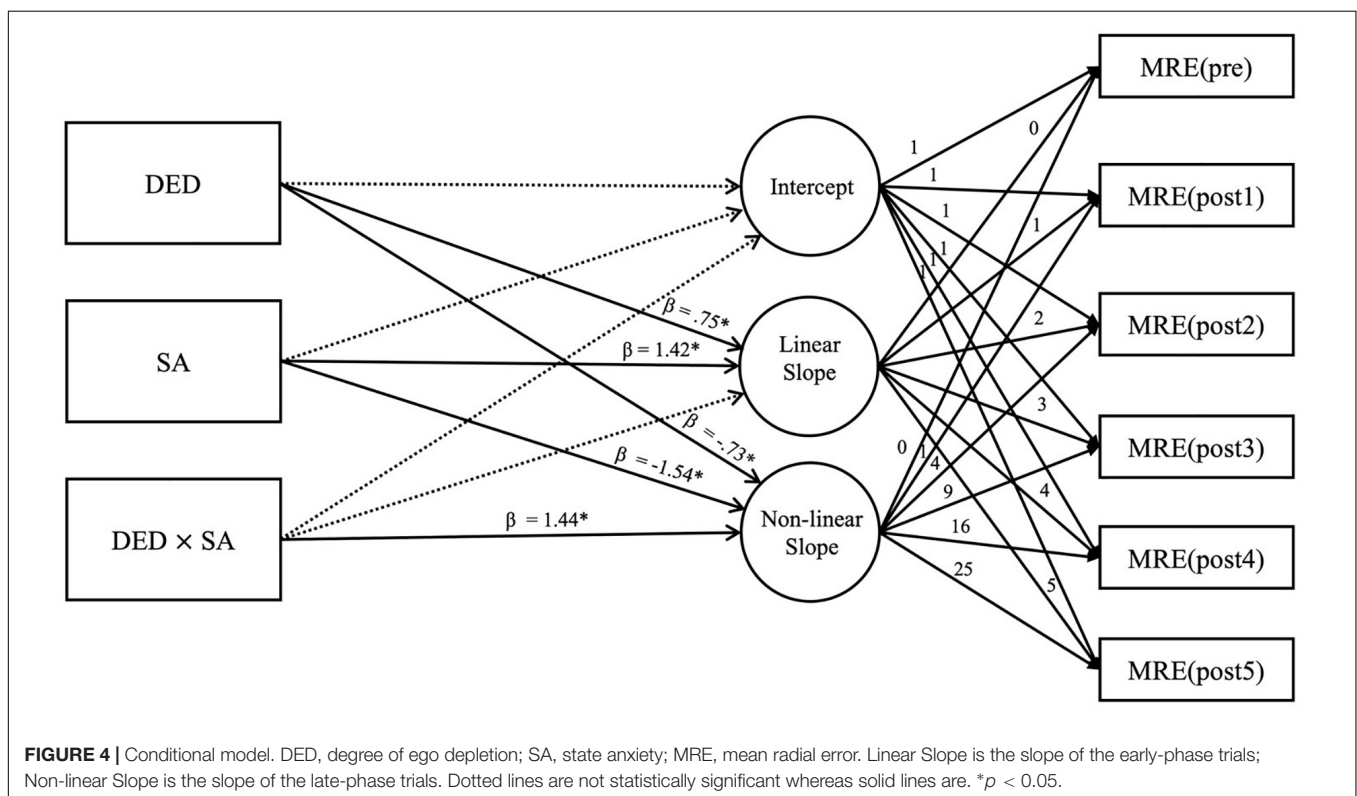 DED
SA
DED × SA
Intercept
Linear
Slope
Non-linear
Slope
β = .75*
β = 1.42*
β = -.73*
β = -1.54*
β = 1.44*
1
1
1
1
1
1
0
1
2
3
4
5
0
1
4
9
16
25
MRE(pre)
MRE(post1)
MRE(post2)
MRE(post3)
MRE(post4)
MRE(post5)
FIGURE 4 | Conditional model. DED, degree of ego depletion; SA, state anxiety; MRE, mean radial error. Linear Slope is the slope of the early-phase trials;
Non-linear Slope is the slope of the late-phase trials. Dotted lines are not statistically significant whereas solid lines are. *p < 0.05.